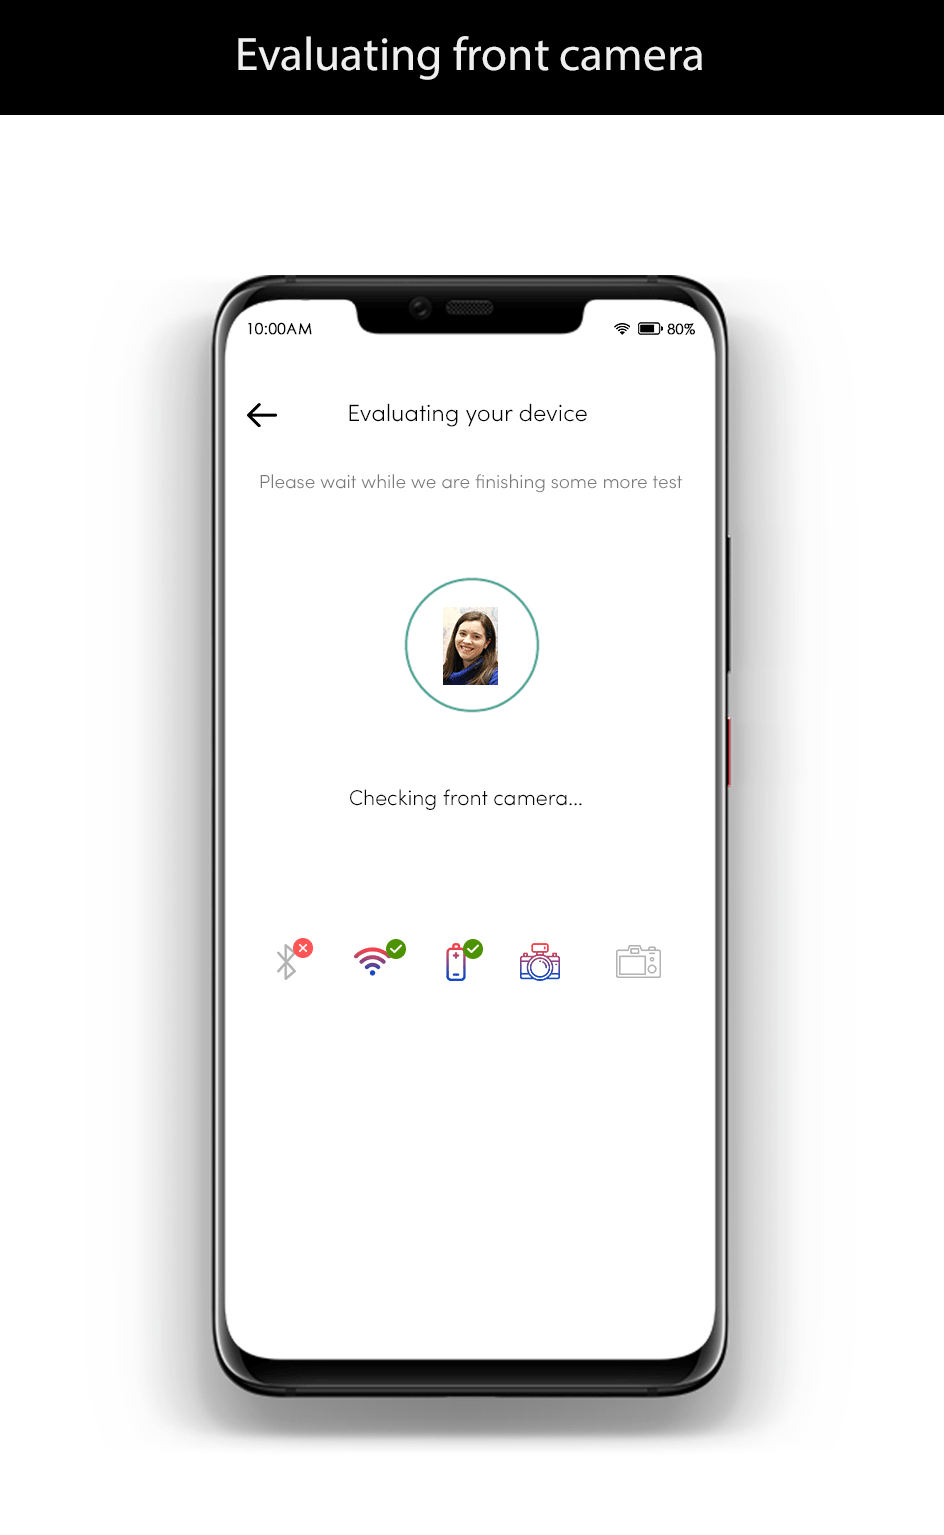 Evaluating front camera
10:00AM 80%
Evaluating your device
Please wait while we are finishing some more test
Checking front camera...